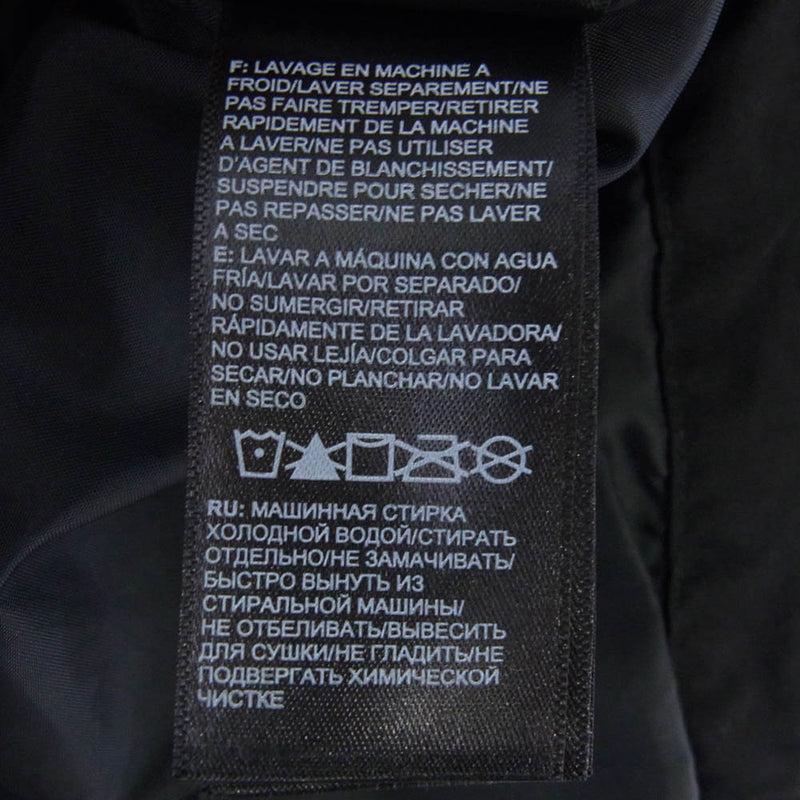 F: LAVAGE EN MACHINE A
FROID/LAVER SEPAREMENT/NE
PAS FAIRE TREMPER/RETIRER
RAPIDEMENT DE LA MACHINE
A LAVER/NE PAS UTILISER
D'AGENT DE BLANCHISSEMENT/
SUSPENDRE POUR SECHER/NE
PAS REPASSER/NE PAS LAVER
A SEC
E: LAVAR A MÁQUINA CON AGUA
FRÍA/LAVAR POR SEPARADO/
NO SUMERGIR/RETIRAR
RÁPIDAMENTE DE LA LAVADORA/
NO USAR LEJÍA/COLGAR PARA
SECAR/NO PLANCHAR/NO LAVAR
EN SECO
RU: МАШИННАЯ СТИРКА
ХОЛОДНОЙ ВОДОЙ/СТИРАТЬ
ОТДЕЛЬНО/НЕ ЗАМАЧИВАТЬ/
БЫСТРО ВЫНУТЬ ИЗ
СТИРАЛЬНОЙ МАШИНЫ/
НЕ ОТБЕЛИВАТЬ/ВЫВЕСИТЬ
ДЛЯ СУШКИ/НЕ ГЛАДИТЬ/НЕ
ПОДВЕРГАТЬ ХИМИЧЕСКОЙ
ЧИСТКЕ